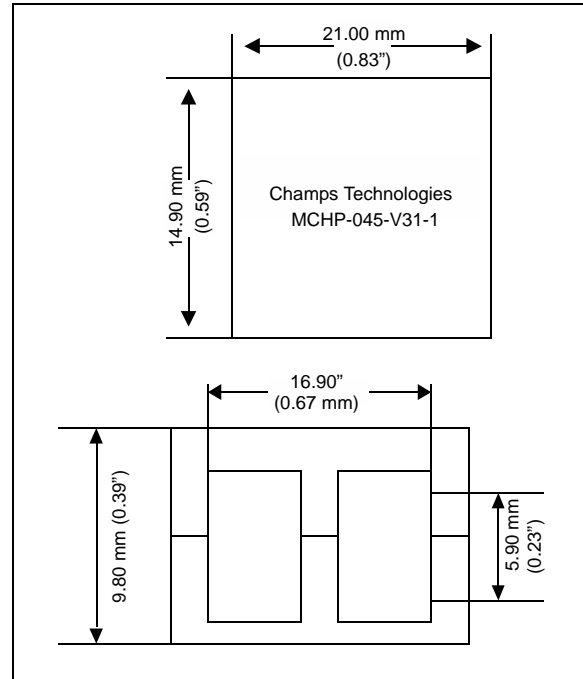 21.00 mm
(0.83”)
14.90 mm
(0.59”)
Champs Technologies
MCHP-045-V31-1
16.90”
(0.67 mm)
9.80 mm (0.39”)
5.90 mm
(0.23”)